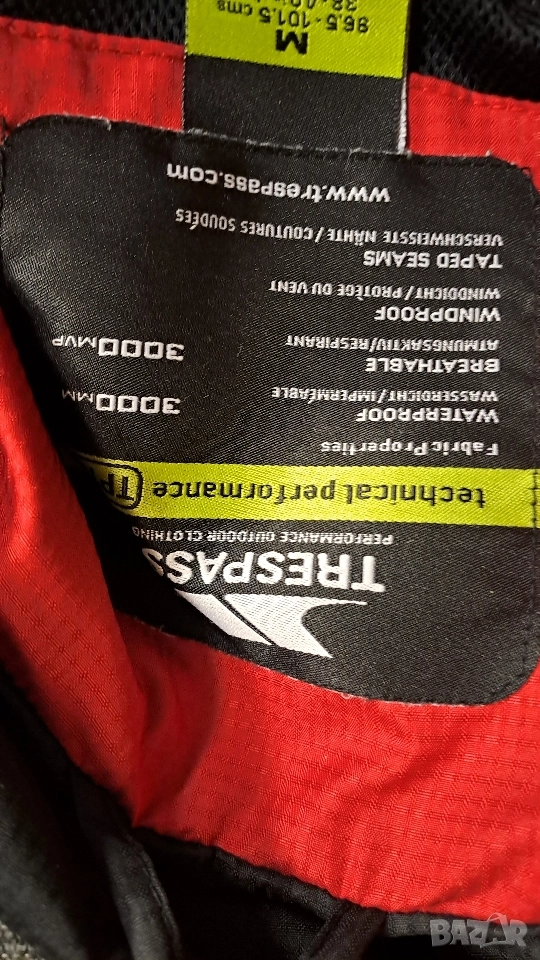 TRESPASS
PERFORMANCE OUTDOOR CLOTHING
technical performance
Fabric Properties
WATERPROOF 3000MM
WASSERDICHT/IMPERMÉABLE
BREATHABLE 3000MVP
ATMUNGSAKTIV/RESPIRANT
WINDPROOF
WINDDICHT/PROTÈGE DU VENT
TAPED SEAMS
VERSCHWEISSTE NÄHTE/COUTURES SOUDÉES
www.trespass.com
M
96.5-101.5 cms
BAZAR